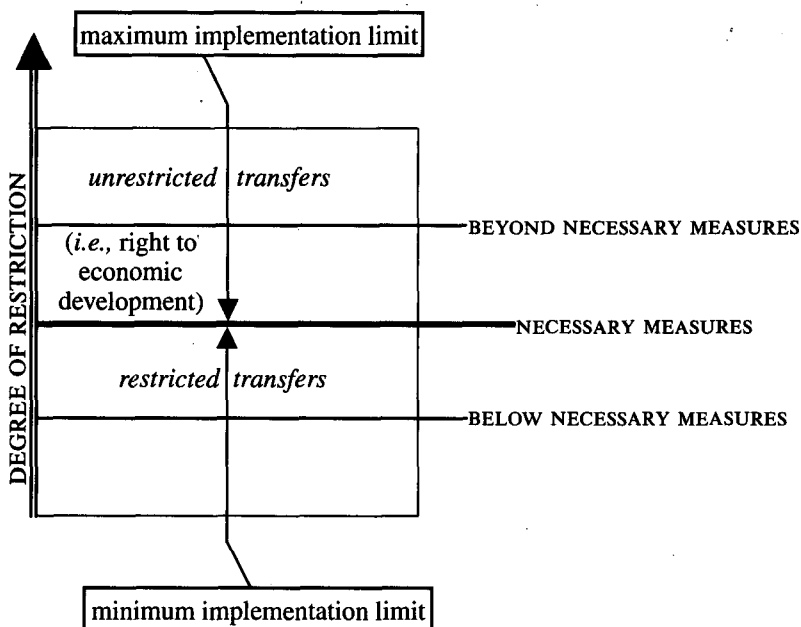 maximum implementation limit
DEGREE OF RESTRICTION
unrestricted transfers
BEYOND NECESSARY MEASURES
(i.e., right to
economic
development)
NECESSARY MEASURES
restricted transfers
BELOW NECESSARY MEASURES
minimum implementation limit